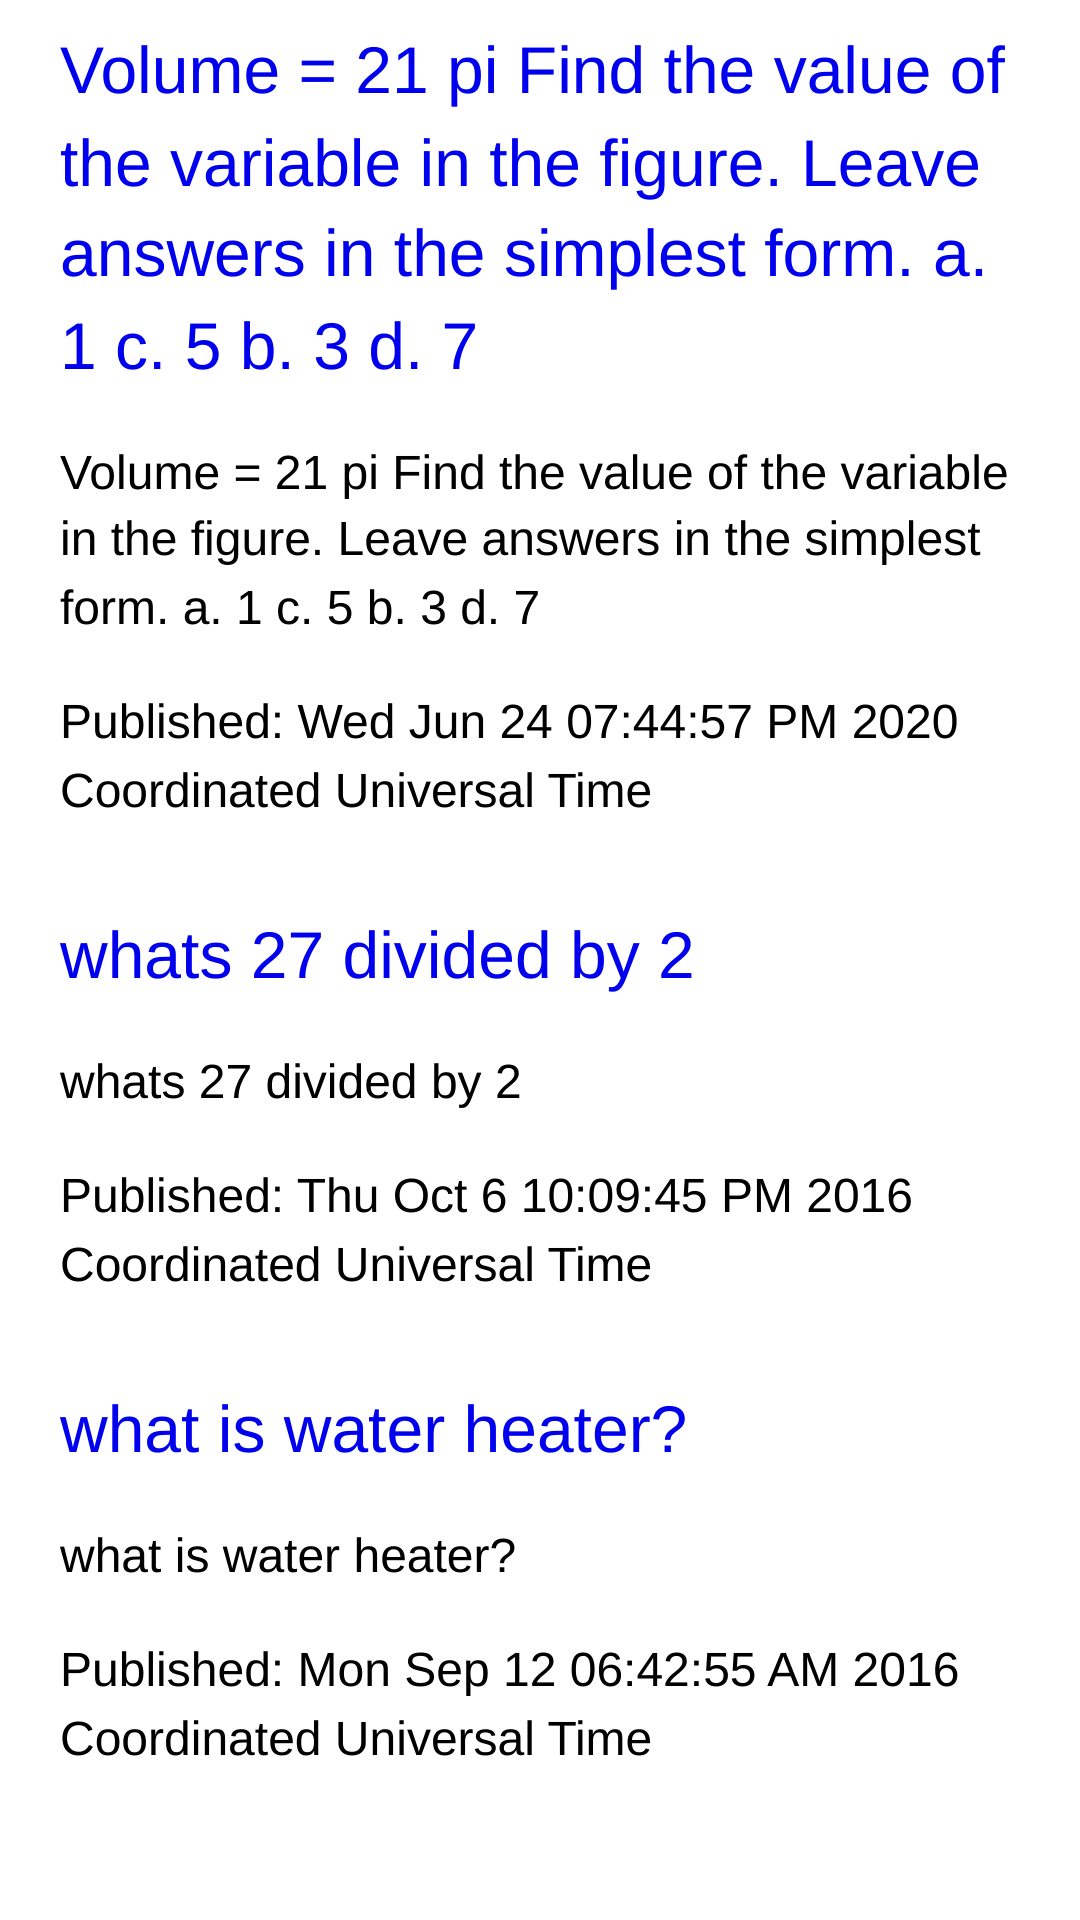 Volume = 21 pi Find the value of
the variable in the figure. Leave
answers in the simplest form. a.
1 c. 5 b. 3 d. 7
Volume = 21 pi Find the value of the variable
in the figure. Leave answers in the simplest
form. a. 1 c. 5 b. 3 d. 7
Published: Wed Jun 24 07:44:57 PM 2020
Coordinated Universal Time
whats 27 divided by 2
whats 27 divided by 2
Published: Thu Oct 6 10:09:45 PM 2016
Coordinated Universal Time
what is water heater?
what is water heater?
Published: Mon Sep 12 06:42:55 AM 2016
Coordinated Universal Time